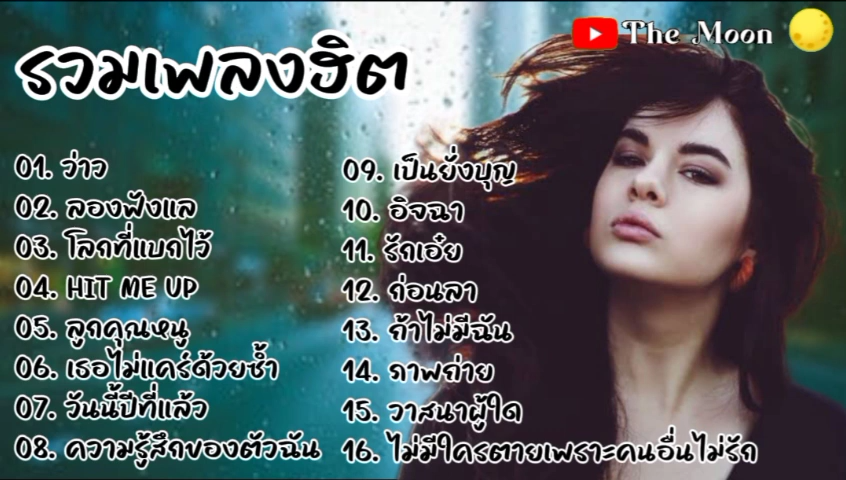 The Moon
รวมเพลงฮิต
01. ว่าว
02. ลองฟังแล
03. โลกที่แบกไว้
04. HIT ME UP
05. ลูกคุณหนู
06. เธอไม่แคร์ด้วยซ้ำ
07. วันนี้ปีที่แล้ว
08. ความรู้สึกของตัวฉัน
09. เป็นยั่งบุญ
10. อิจฉา
11. รักเอ๋ย
12. ก่อนลา
13. ถ้าไม่มีฉัน
14. ภาพถ่าย
15. วาสนาผู้ใด
16. ไม่มีใครตายเพราะคนอื่นไม่รัก